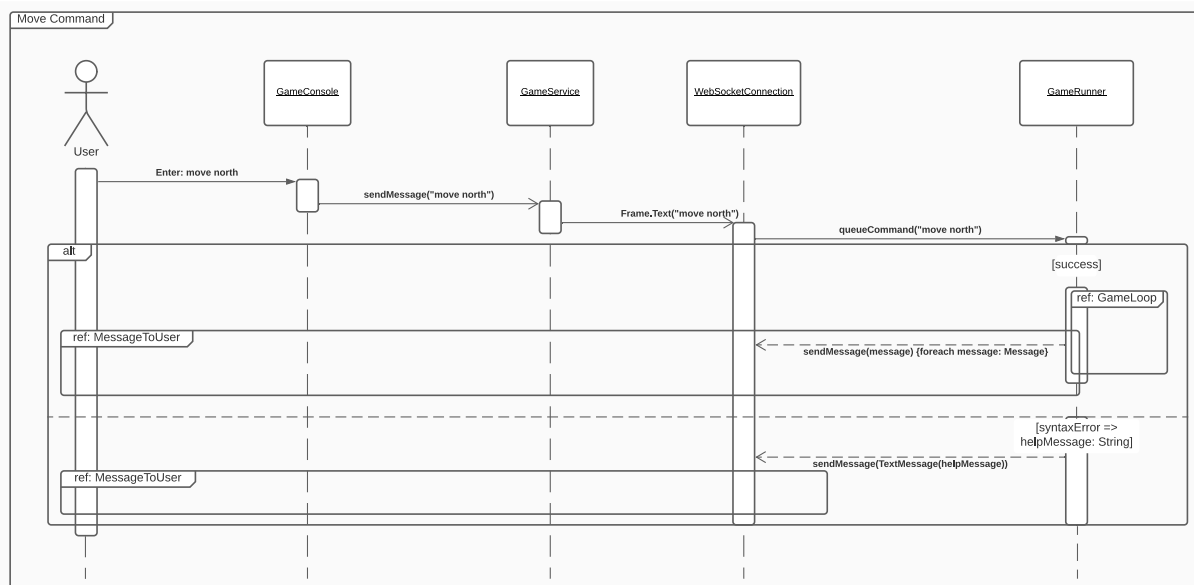 Move Command
GameConsole
GameService
WebSocketConnection
GameRunner
User
Enter: move north
sendMessage("move north")
Frame.Text("move north")
queueCommand("move north")
alt
[success]
ref: GameLoop
ref: MessageToUser
sendMessage(message) {foreach message: Message}
[syntaxError =>
helpMessage: String]
sendMessage(TextMessage(helpMessage))
ref: MessageToUser